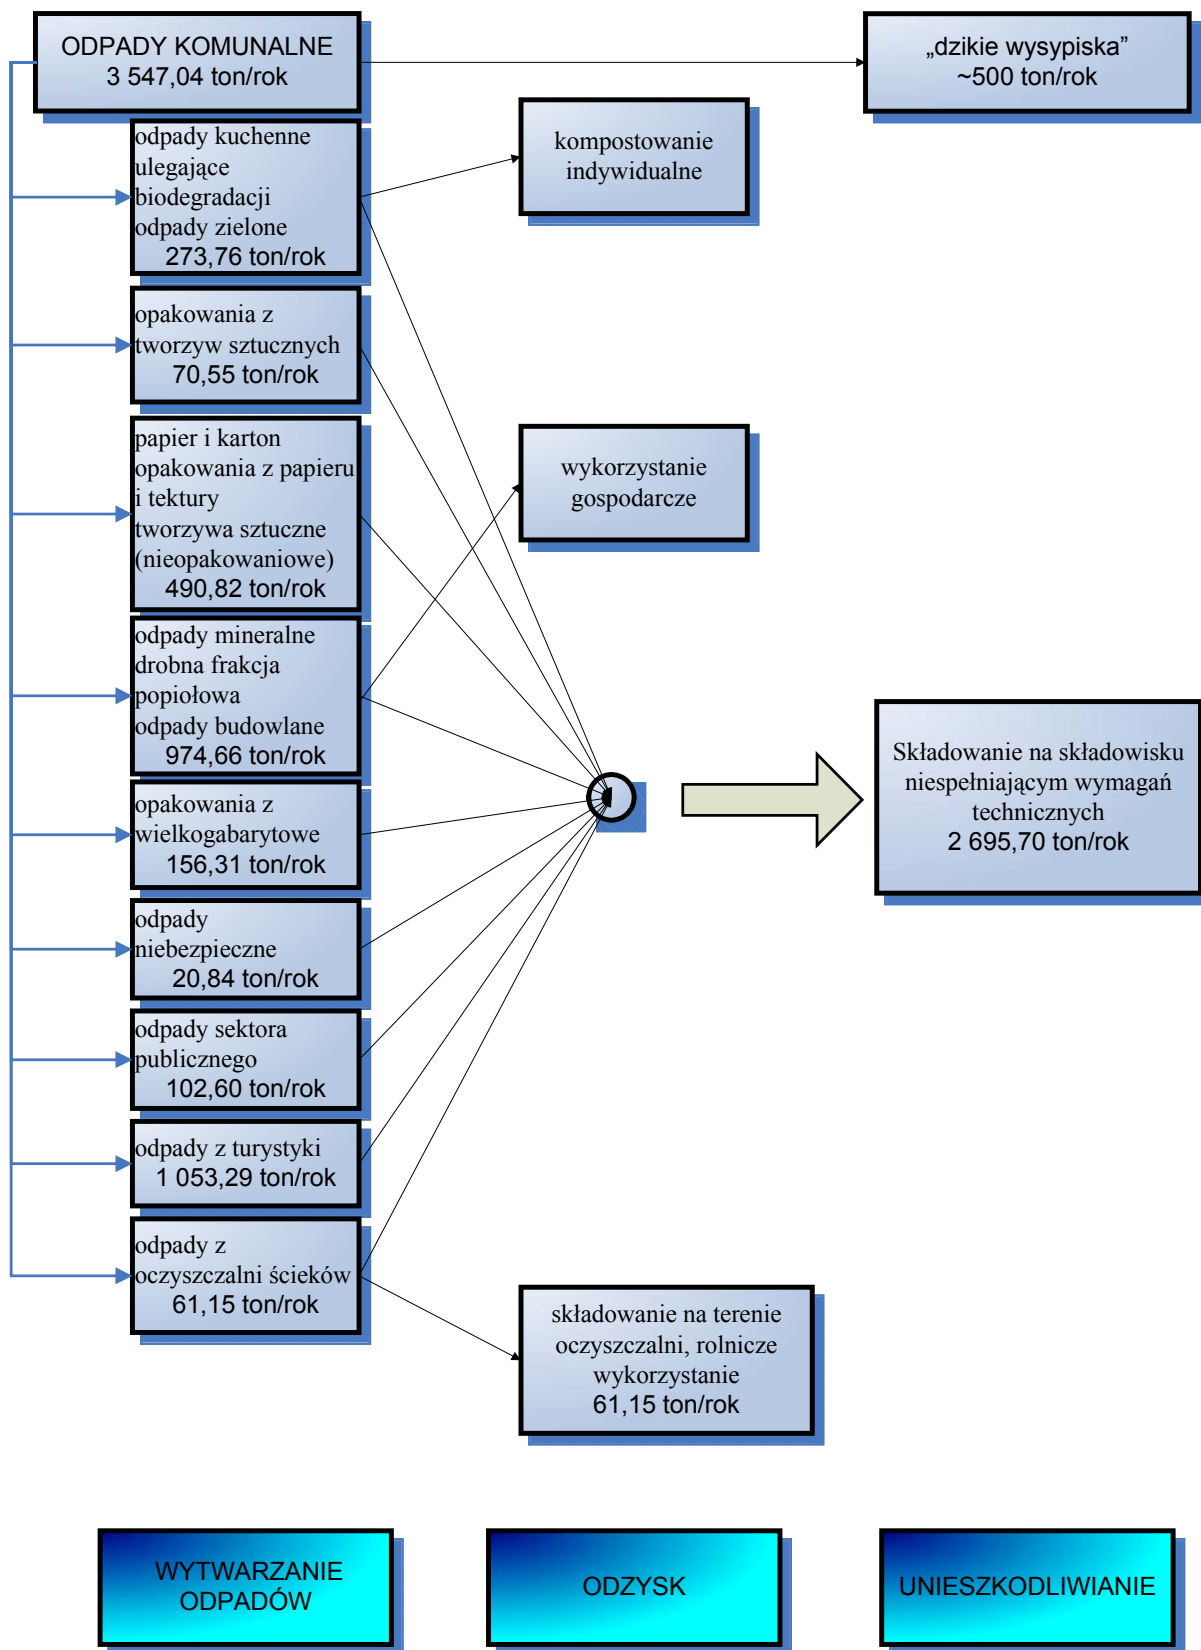 ODPADY KOMUNALNE
3 547,04 ton/rok
„dzikie wysypiska”
~500 ton/rok
odpady kuchenne
ulegające
biodegradacji
odpady zielone
273,76 ton/rok
kompostowanie
indywidualne
opakowania z
tworzyw sztucznych
70,55 ton/rok
papier i karton
opakowania z papieru
i tektury
tworzywa sztuczne
(nieopakowaniowe)
490,82 ton/rok
wykorzystanie
gospodarcze
odpady mineralne
drobna frakcja
popiołowa
odpady budowlane
974,66 ton/rok
Składowanie na składowisku
niespełniającym wymagań
technicznych
2 695,70 ton/rok
opakowania z
wielkogabarytowe
156,31 ton/rok
odpady
niebezpieczne
20,84 ton/rok
odpady sektora
publicznego
102,60 ton/rok
odpady z turystyki
1 053,29 ton/rok
odpady z
oczyszczalni ścieków
61,15 ton/rok
składowanie na terenie
oczyszczalni, rolnicze
wykorzystanie
61,15 ton/rok
WYTWARZANIE
ODPADÓW
ODZYSK
UNIESZKODLIWIANIE